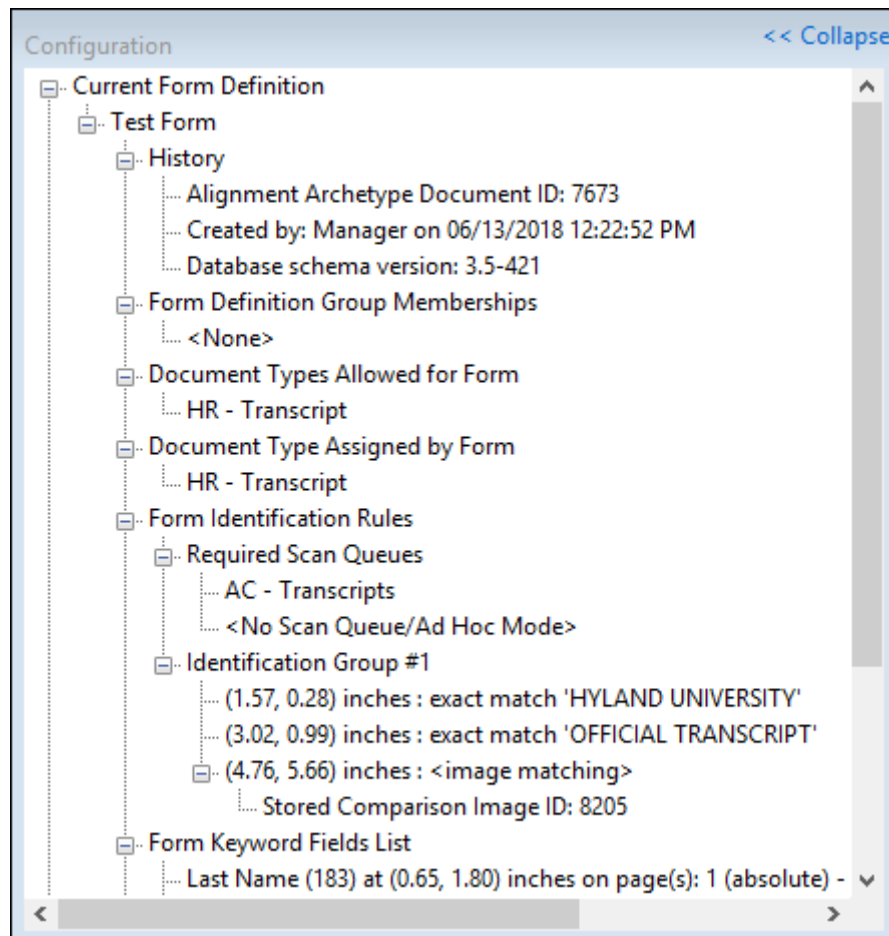 Configuration
<< Collapse
Current Form Definition
Test Form
History
Alignment Archetype Document ID: 7673
Created by: Manager on 06/13/2018 12:22:52 PM
Database schema version: 3.5-421
Form Definition Group Memberships
<None>
Document Types Allowed for Form
HR - Transcript
Document Type Assigned by Form
HR - Transcript
Form Identification Rules
Required Scan Queues
AC - Transcripts
<No Scan Queue/Ad Hoc Mode>
Identification Group #1
(1.57, 0.28) inches : exact match 'HYLAND UNIVERSITY'
(3.02, 0.99) inches : exact match 'OFFICIAL TRANSCRIPT'
(4.76, 5.66) inches : <image matching>
Stored Comparison Image ID: 8205
Form Keyword Fields List
Last Name (183) at (0.65, 1.80) inches on page(s): 1 (absolute) -